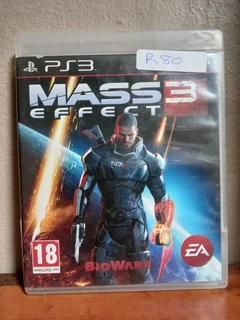 PS3
R80
MASS 3
EFFECT
N7
18
www.pegi.info
BIOWARE
EA